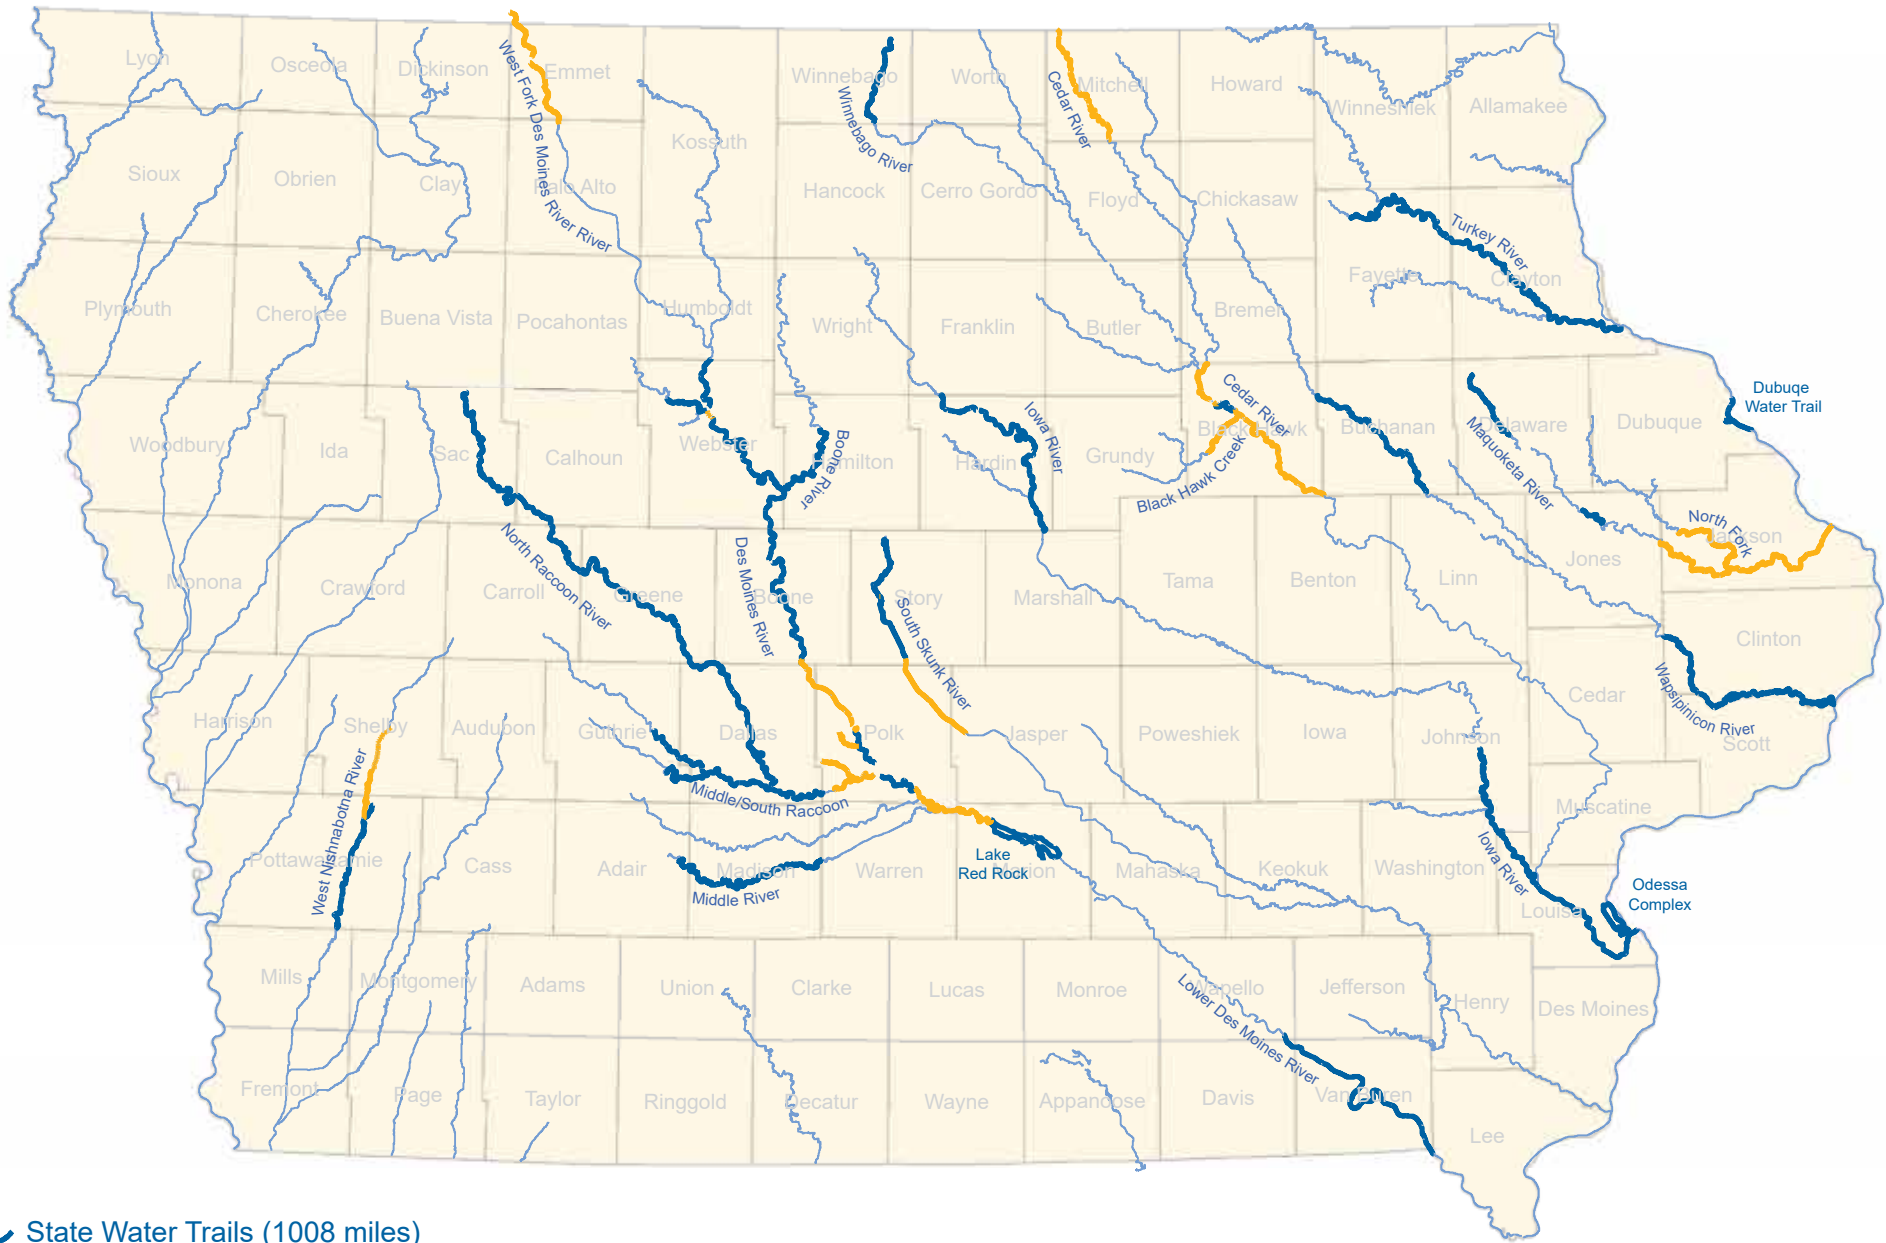 Lyon
Osceola
Dickinson
Emmet
Winnebago
Worth
Mitchell
Howard
Winneshiek
Allamakee
West Fork Des Moines River River
Kossuth
Winnebago River
Cedar River
Sioux
Obrien
Clay
Palo Alto
Hancock
Cerro Gordo
Floyd
Chickasaw
Turkey River
Plymouth
Cherokee
Buena Vista
Pocahontas
Humboldt
Wright
Franklin
Butler
Bremer
Fayette
Clayton
Dubuqe
Water Trail
Woodbury
Ida
Sac
Calhoun
Webster
Hamilton
Boone River
Hardin
Iowa River
Grundy
Black Hawk
Cedar River
Black Hawk Creek
Buchanan
Delaware
Maquoketa River
Dubuque
North Fork
Jackson
Monona
Crawford
Carroll
North Raccoon River
Greene
Des Moines River
Boone
Story
South Skunk River
Marshall
Tama
Benton
Linn
Jones
Clinton
Harrison
Shelby
Audubon
Guthrie
Dallas
Polk
Jasper
Poweshiek
Iowa
Johnson
Cedar
Wapsipinicon River
Scott
West Nishnabotna River
Middle/South Raccoon
Muscatine
Pottawattamie
Cass
Adair
Madison
Middle River
Warren
Lake
Red Rock
Marion
Mahaska
Keokuk
Washington
Iowa River
Louisa
Odessa
Complex
Mills
Montgomery
Adams
Union
Clarke
Lucas
Monroe
Wapello
Lower Des Moines River
Jefferson
Henry
Des Moines
Fremont
Page
Taylor
Ringgold
Decatur
Wayne
Appanoose
Davis
Van Buren
Lee
State Water Trails (1008 miles)